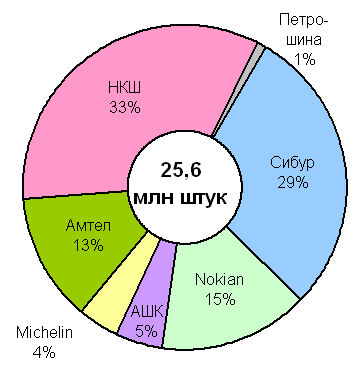 Петро-
шина
1%
НКШ
33%
Сибур
29%
25,6
млн штук
Амтел
13%
Nokian
15%
АШК
5%
Michelin
4%